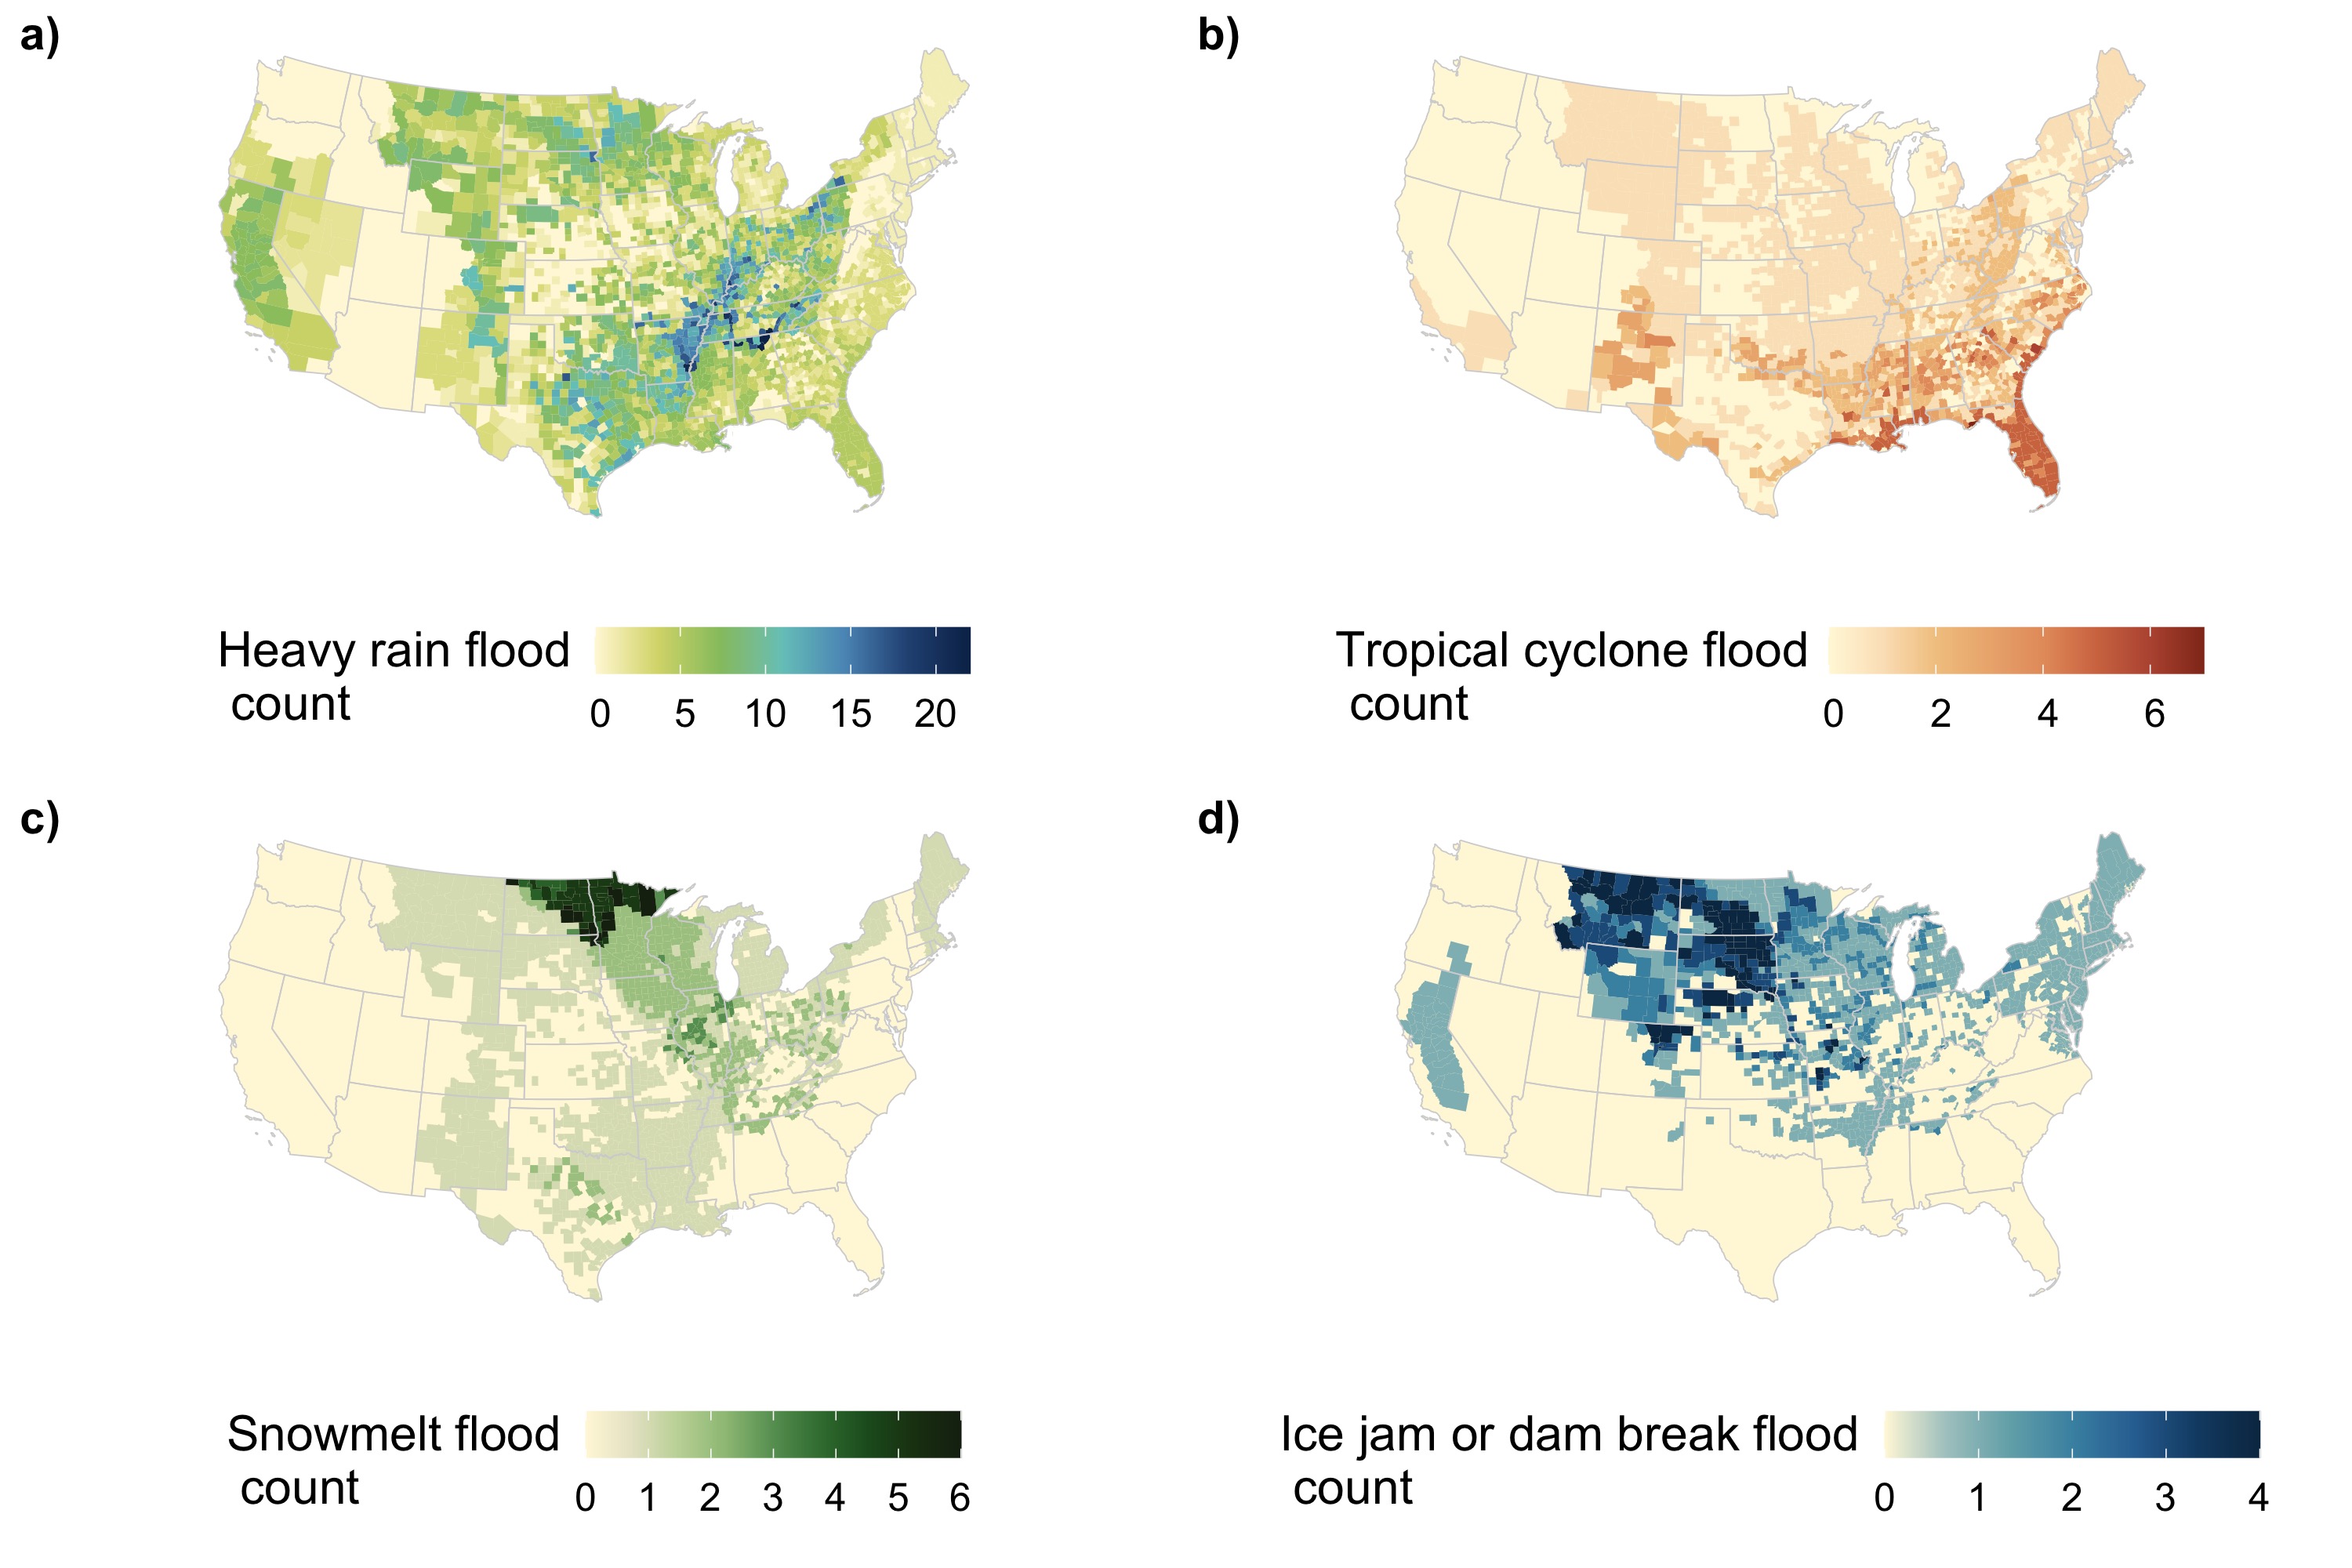 a)
b)
Heavy rain flood
count
0 5 10 15 20
Tropical cyclone flood
count
0 2 4 6
c)
d)
Snowmelt flood
count
0 1 2 3 4 5 6
Ice jam or dam break flood
count
0 1 2 3 4